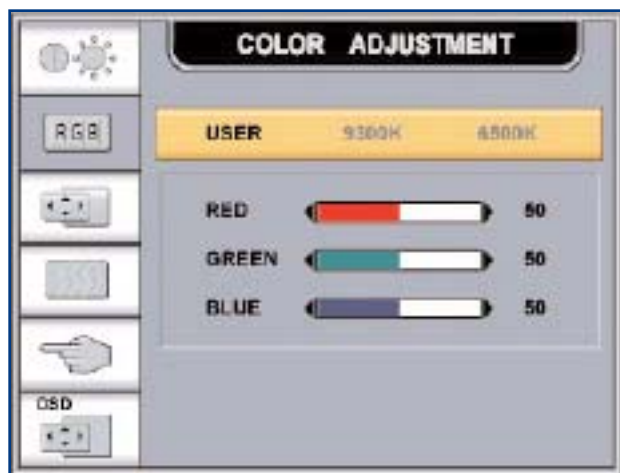 COLOR ADJUSTMENT
RGB
USER 9300K 6500K
RED 50
GREEN 50
BLUE 50
OSD